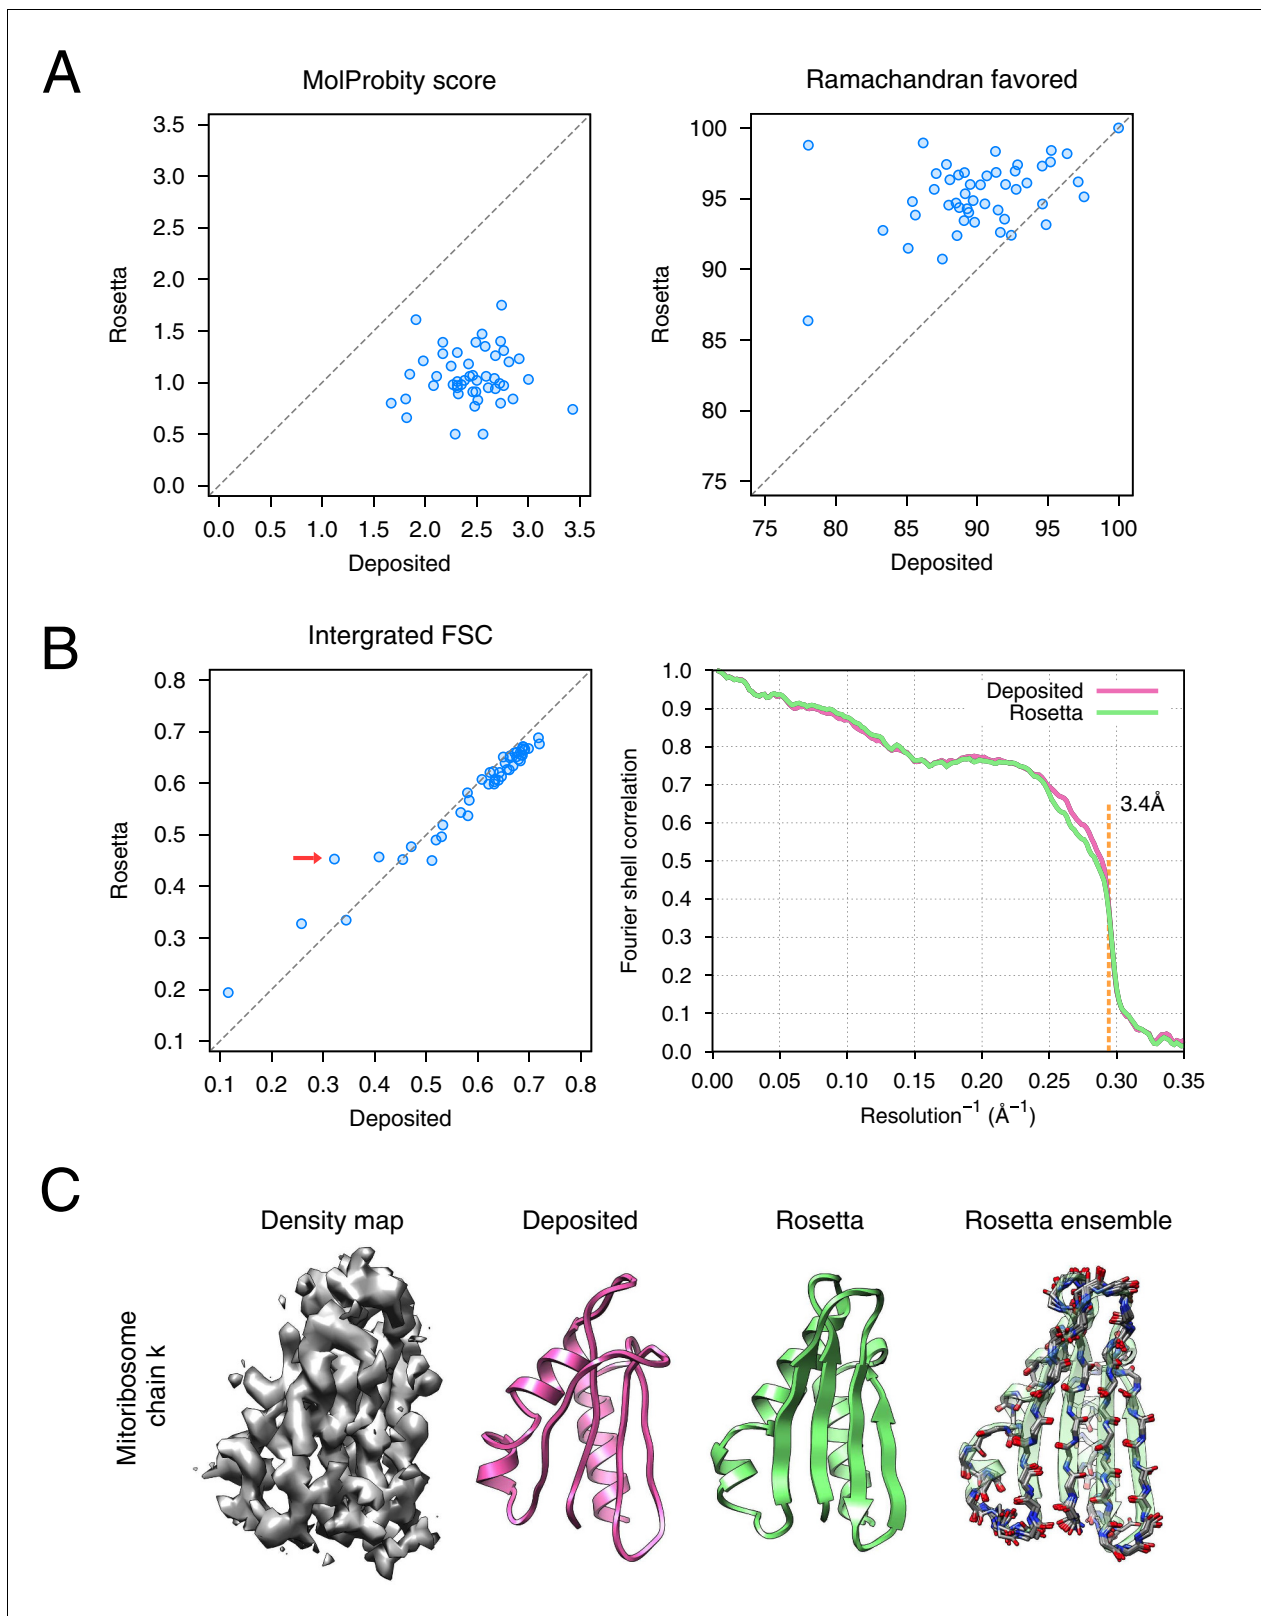 A
MolProbity score
Ramachandran favored
3.5
3.0
2.5
2.0
1.5
1.0
0.5
0.0
Rosetta
0.0 0.5 1.0 1.5 2.0 2.5 3.0 3.5
Deposited
100
95
90
85
80
75
Rosetta
75 80 85 90 95 100
Deposited
B
Intergrated FSC
0.8
0.7
0.6
0.5
0.4
0.3
0.2
0.1
Rosetta
0.1 0.2 0.3 0.4 0.5 0.6 0.7 0.8
Deposited
1.0
0.9
0.8
0.7
0.6
0.5
0.4
0.3
0.2
0.1
0.0
Fourier shell correlation
Deposited
Rosetta
3.4Å
0.00 0.05 0.10 0.15 0.20 0.25 0.30 0.35
Resolution⁻¹ (Å⁻¹)
C
Density map
Deposited
Rosetta
Rosetta ensemble
Mitoribosome
chain k